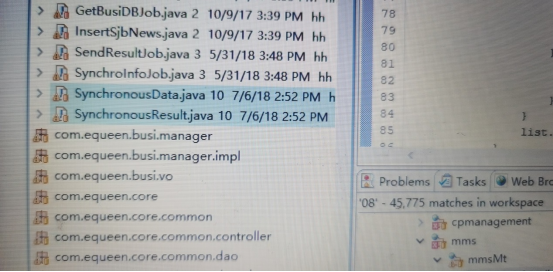 GetBusiDBJob.java 2 10/9/17 3:39 PM hh
InsertSjbNews.java 2 10/9/17 3:39 PM hh
SendResultJob.java 3 5/31/18 3:48 PM hh
SynchroInfoJob.java 3 5/31/18 3:48 PM hh
SynchronousData.java 10 7/6/18 2:52 PM h
SynchronousResult.java 10 7/6/18 2:52 PM
com.equeen.busi.manager
com.equeen.busi.manager.impl
com.equeen.busi.vo
com.equeen.core
com.equeen.core.common
com.equeen.core.common.controller
com.equeen.core.common.dao
78
79
80
81
82
83
84 }
85 list.
}
Problems Tasks Web Bro
'08' - 45,775 matches in workspace
cpmanagement
mms
mmsMt